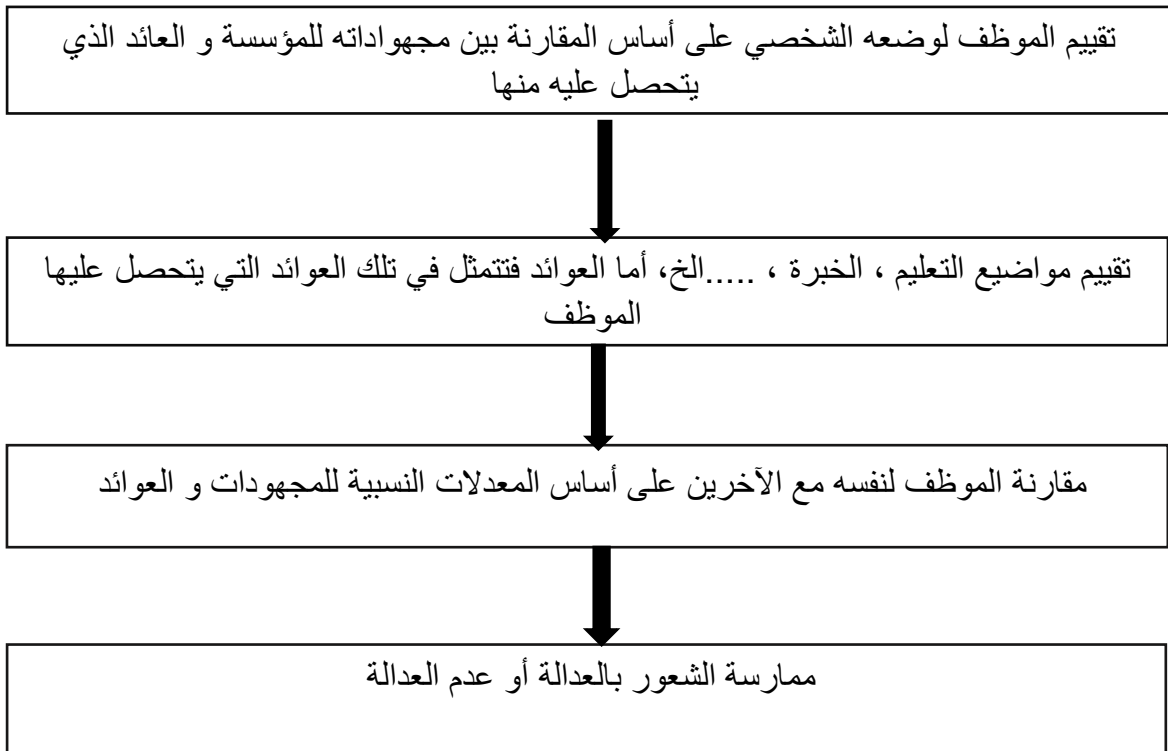 تقييم الموظف لوضعه الشخصي على أساس المقارنة بين مجهواداته للمؤسسة و العائد الذي
يتحصل عليه منها
تقييم مواضيع التعليم ، الخبرة ، .....الخ، أما العوائد فتتمثل في تلك العوائد التي يتحصل عليها
الموظف
مقارنة الموظف لنفسه مع الآخرين على أساس المعدلات النسبية للمجهودات و العوائد
ممارسة الشعور بالعدالة أو عدم العدالة